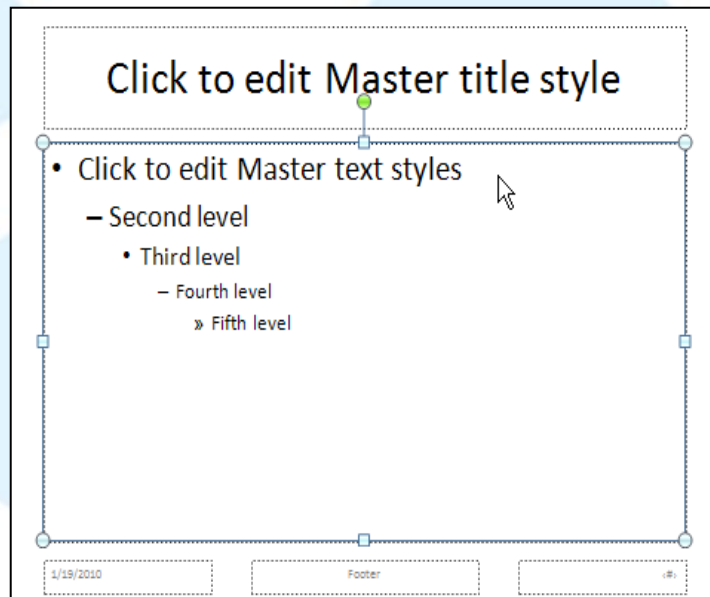 Click to edit Master title style
• Click to edit Master text styles
– Second level
• Third level
– Fourth level
» Fifth level
1/19/2010 Footer ‹#›